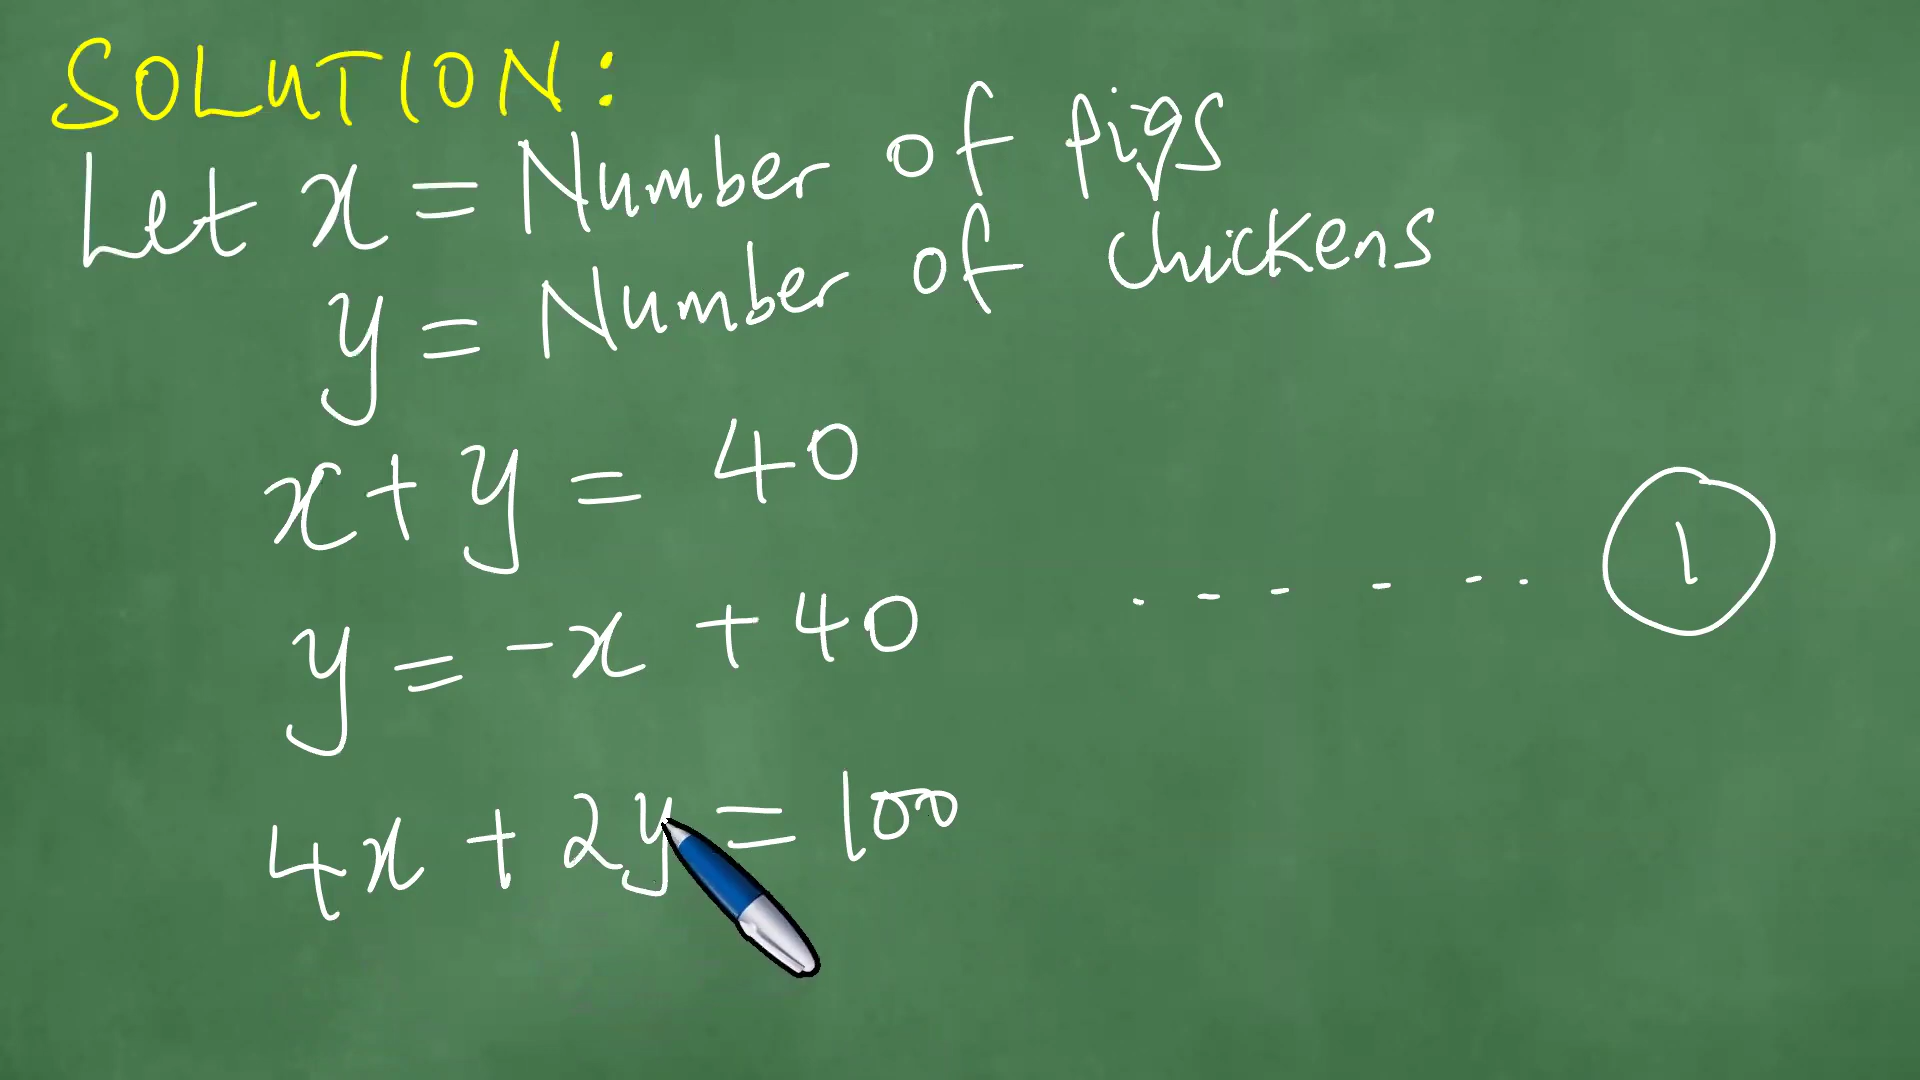 SOLUTION:
Let x = Number of pigs
y = Number of chickens
x + y = 40
y = -x + 40 - - - - - - 1
4x + 2y = 100